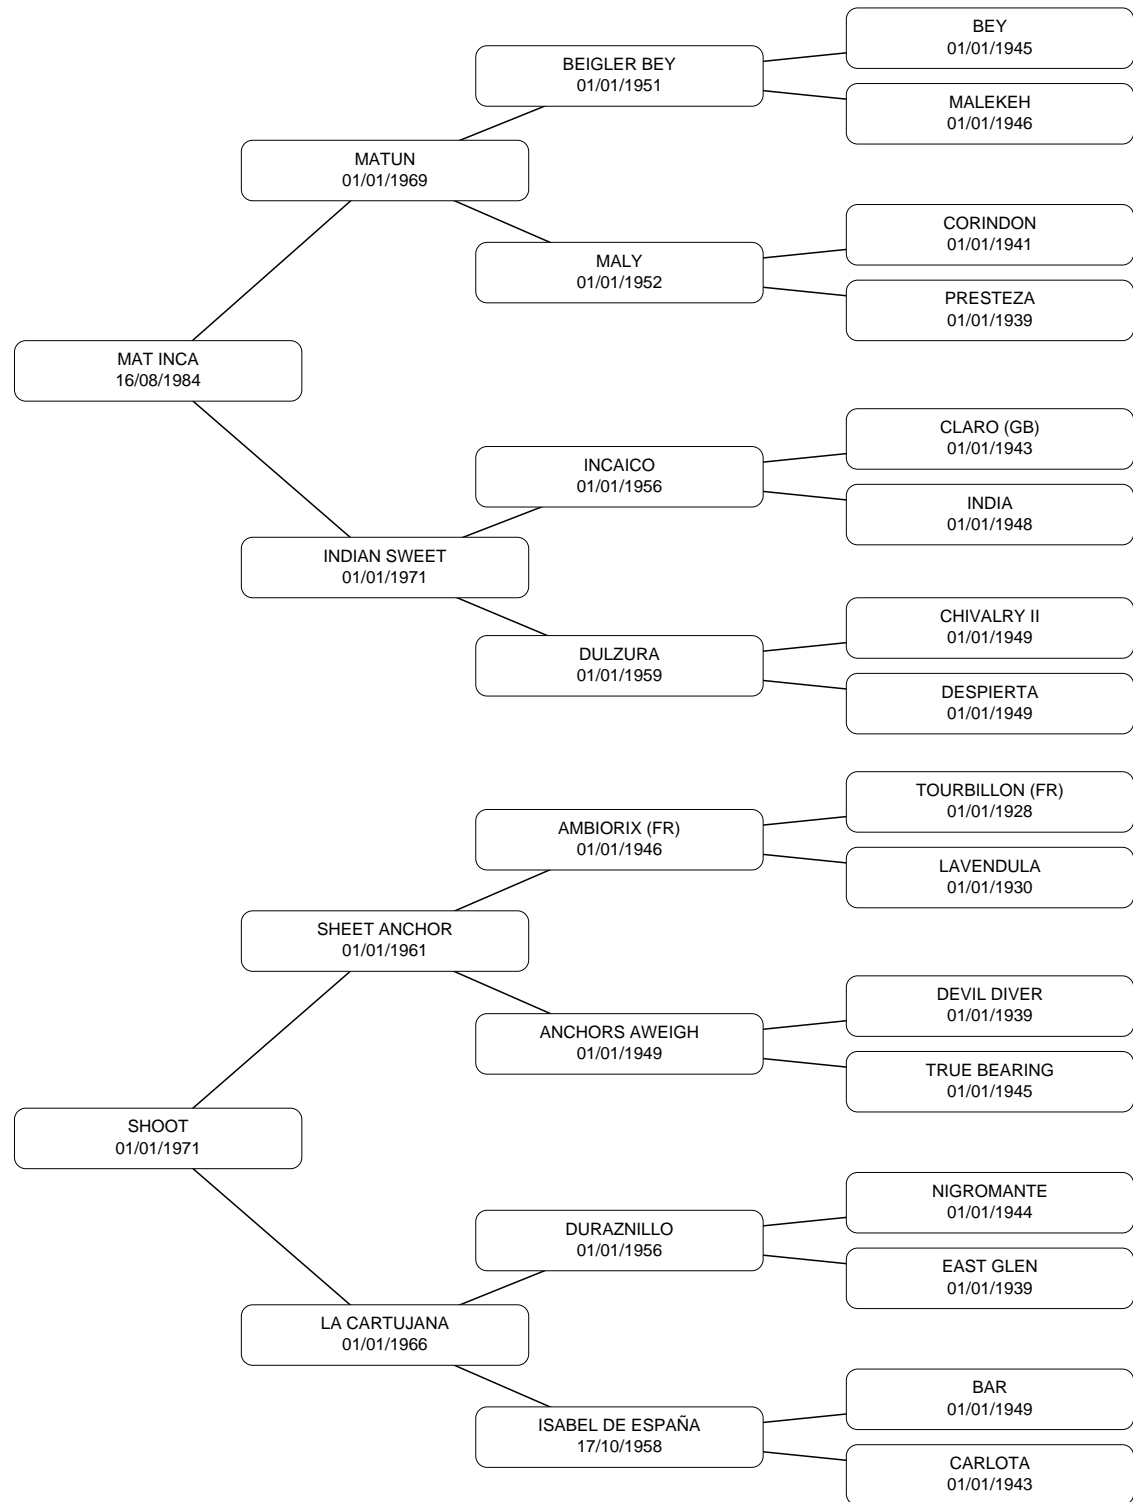 BEY
01/01/1945
BEIGLER BEY
01/01/1951
MALEKEH
01/01/1946
MATUN
01/01/1969
CORINDON
01/01/1941
MALY
01/01/1952
PRESTEZA
01/01/1939
MAT INCA
16/08/1984
CLARO (GB)
01/01/1943
INCAICO
01/01/1956
INDIA
01/01/1948
INDIAN SWEET
01/01/1971
CHIVALRY II
01/01/1949
DULZURA
01/01/1959
DESPIERTA
01/01/1949
TOURBILLON (FR)
01/01/1928
AMBIORIX (FR)
01/01/1946
LAVENDULA
01/01/1930
SHEET ANCHOR
01/01/1961
DEVIL DIVER
01/01/1939
ANCHORS AWEIGH
01/01/1949
TRUE BEARING
01/01/1945
SHOOT
01/01/1971
NIGROMANTE
01/01/1944
DURAZNILLO
01/01/1956
EAST GLEN
01/01/1939
LA CARTUJANA
01/01/1966
BAR
01/01/1949
ISABEL DE ESPAÑA
17/10/1958
CARLOTA
01/01/1943